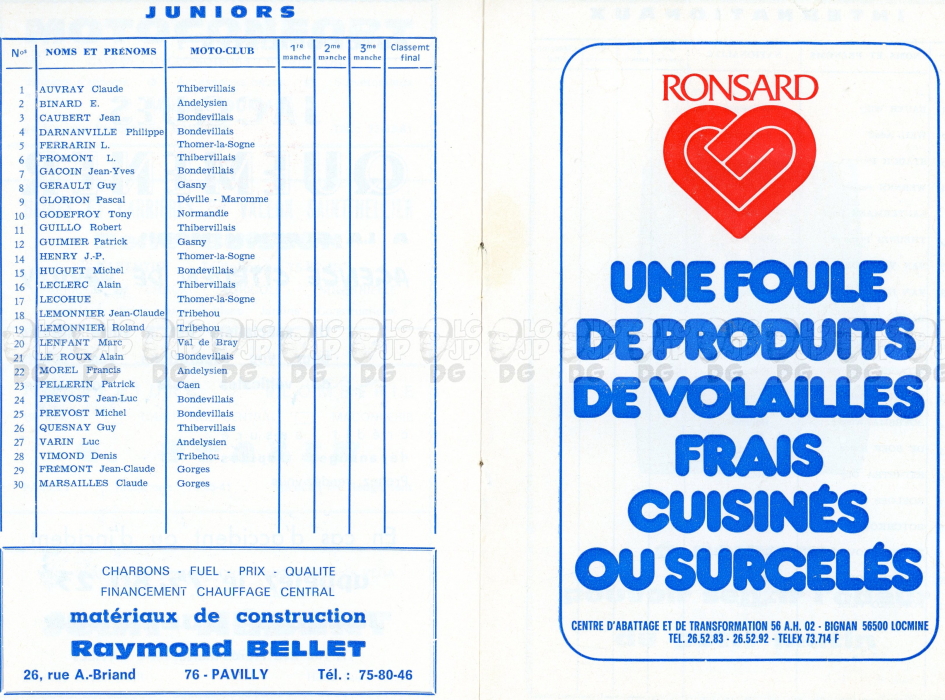 JUNIORS
Nos NOMS ET PRÉNOMS MOTO-CLUB 1re manche 2me manche 3me manche Classemt final
1 AUVRAY Claude Thibervillais
2 BINARD E. Andelysien
3 CAUBERT Jean Bondevillais
4 DARNANVILLE Philippe Bondevillais
5 FERRARIN L. Thomer-la-Sogne
6 FROMONT L. Thibervillais
7 GACOIN Jean-Yves Bondevillais
8 GERAULT Guy Gasny
9 GLORION Pascal Déville - Maromme
10 GODEFROY Tony Normandie
11 GUILLO Robert Thibervillais
12 GUIMIER Patrick Gasny
14 HENRY J.-P. Thomer-la-Sogne
15 HUGUET Michel Bondevillais
16 LECLERC Alain Thibervillais
17 LECOHUE Thomer-la-Sogne
18 LEMONNIER Jean-Claude Tribehou
19 LEMONNIER Roland Tribehou
20 LENFANT Marc Val de Bray
21 LE ROUX Alain Bondevillais
22 MOREL Francis Andelysien
23 PELLERIN Patrick Caen
24 PREVOST Jean-Luc Bondevillais
25 PREVOST Michel Bondevillais
26 QUESNAY Guy Thibervillais
27 VARIN Luc Andelysien
28 VIMOND Denis Tribehou
29 FRÉMONT Jean-Claude Gorges
30 MARSAILLES Claude Gorges
CHARBONS - FUEL - PRIX - QUALITE
FINANCEMENT CHAUFFAGE CENTRAL
matériaux de construction
Raymond BELLET
26, rue A.-Briand 76 - PAVILLY Tél. : 75-80-46
RONSARD
UNE FOULE
DE PRODUITS
DE VOLAILLES
FRAIS
CUISINÉS
OU SURGELÉS
CENTRE D'ABATTAGE ET DE TRANSFORMATION 56 A.H. 02 - BIGNAN 56500 LOCMINE
TEL. 26.52.83 - 26.52.92 - TELEX 73.714 F